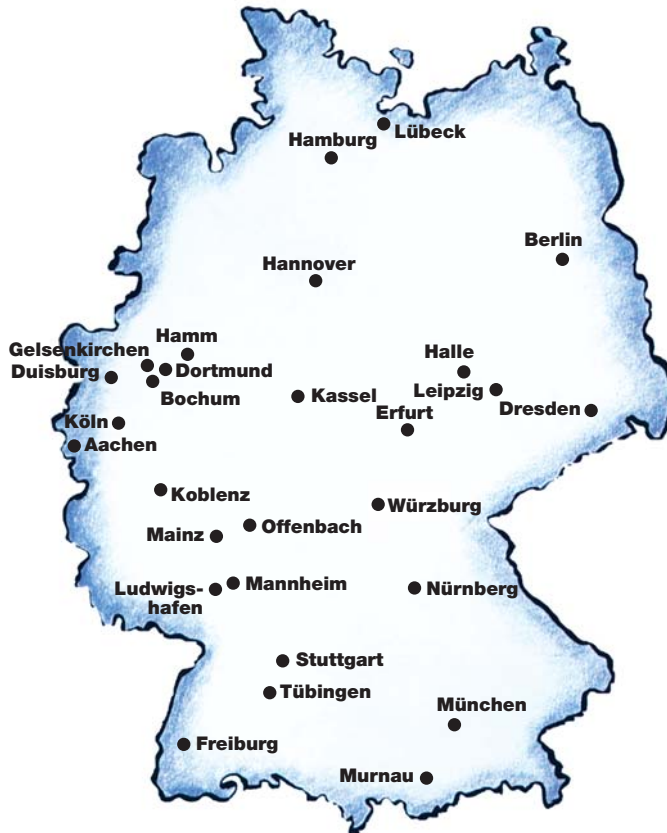 Lübeck
Hamburg
Berlin
Hannover
Hamm
Gelsenkirchen
Halle
Dortmund
Duisburg
Leipzig
Bochum
Kassel
Dresden
Erfurt
Köln
Aachen
Koblenz
Würzburg
Offenbach
Mainz
Mannheim
Ludwigs-
hafen
Nürnberg
Stuttgart
Tübingen
München
Freiburg
Murnau